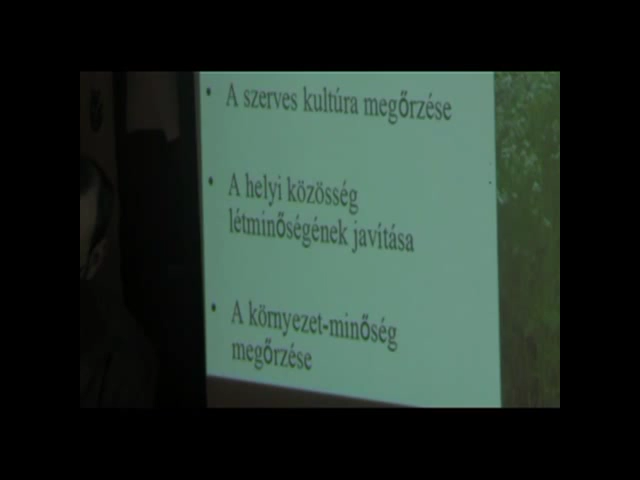 • A szerves kultúra megőrzése
• A helyi közösség
létminőségének javítása
• A környezet-minőség
megőrzése